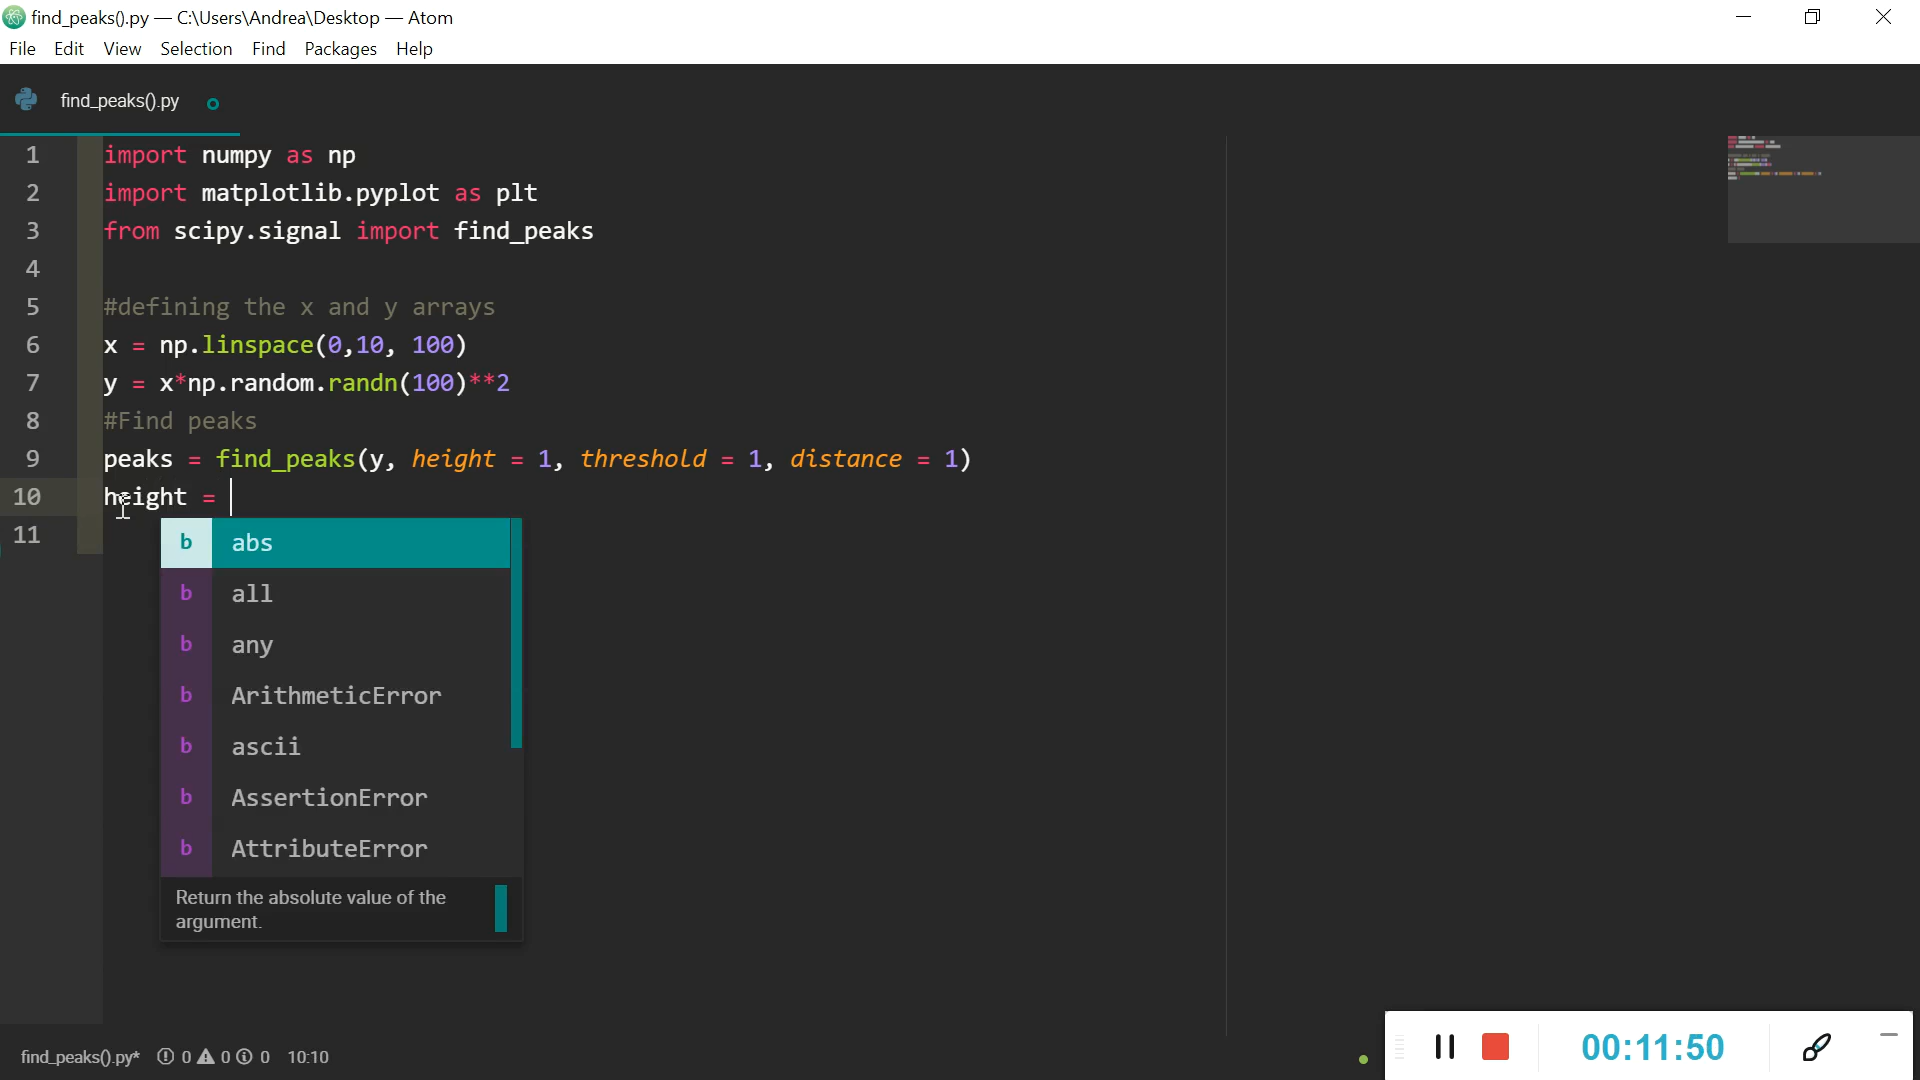 find_peaks().py — C:\Users\Andrea\Desktop — Atom
File Edit View Selection Find Packages Help
find_peaks().py
1 import numpy as np
2 import matplotlib.pyplot as plt
3 from scipy.signal import find_peaks
4
5 #defining the x and y arrays
6 x = np.linspace(0,10, 100)
7 y = x*np.random.randn(100)**2
8 #Find peaks
9 peaks = find_peaks(y, height = 1, threshold = 1, distance = 1)
10 height =
11
b abs
b all
b any
b ArithmeticError
b ascii
b AssertionError
b AttributeError
Return the absolute value of the
argument.
find_peaks().py* 0 0 0 10:10
00:11:50